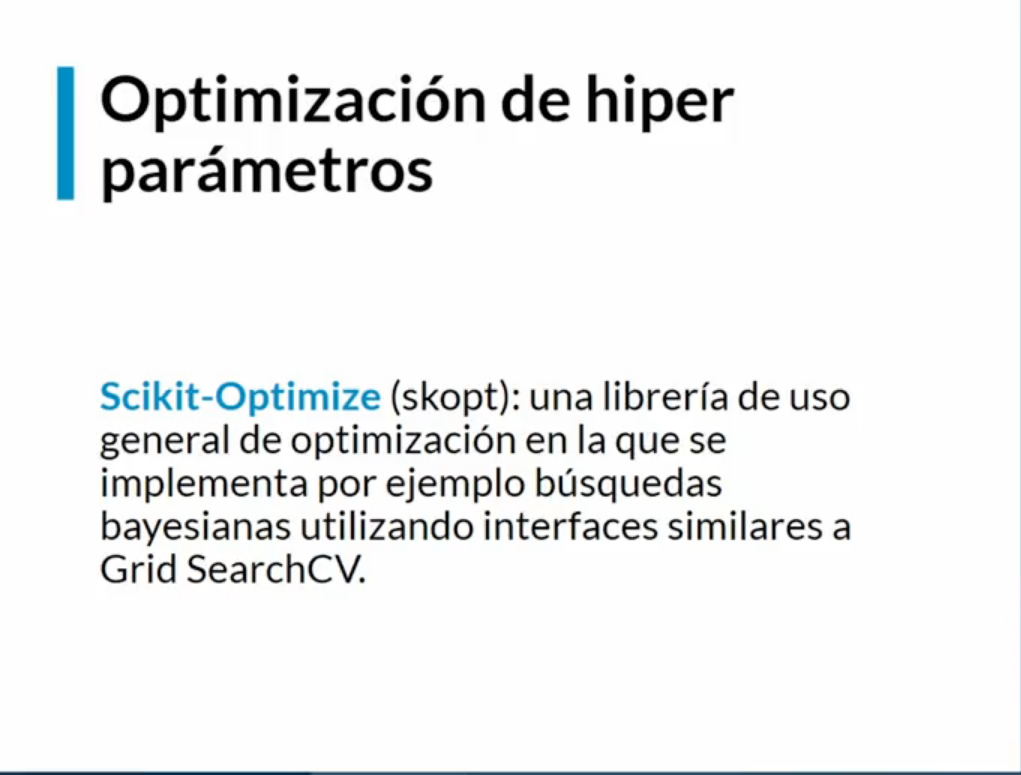 Optimización de hiper
parámetros
Scikit-Optimize (skopt): una librería de uso
general de optimización en la que se
implementa por ejemplo búsquedas
bayesianas utilizando interfaces similares a
Grid SearchCV.